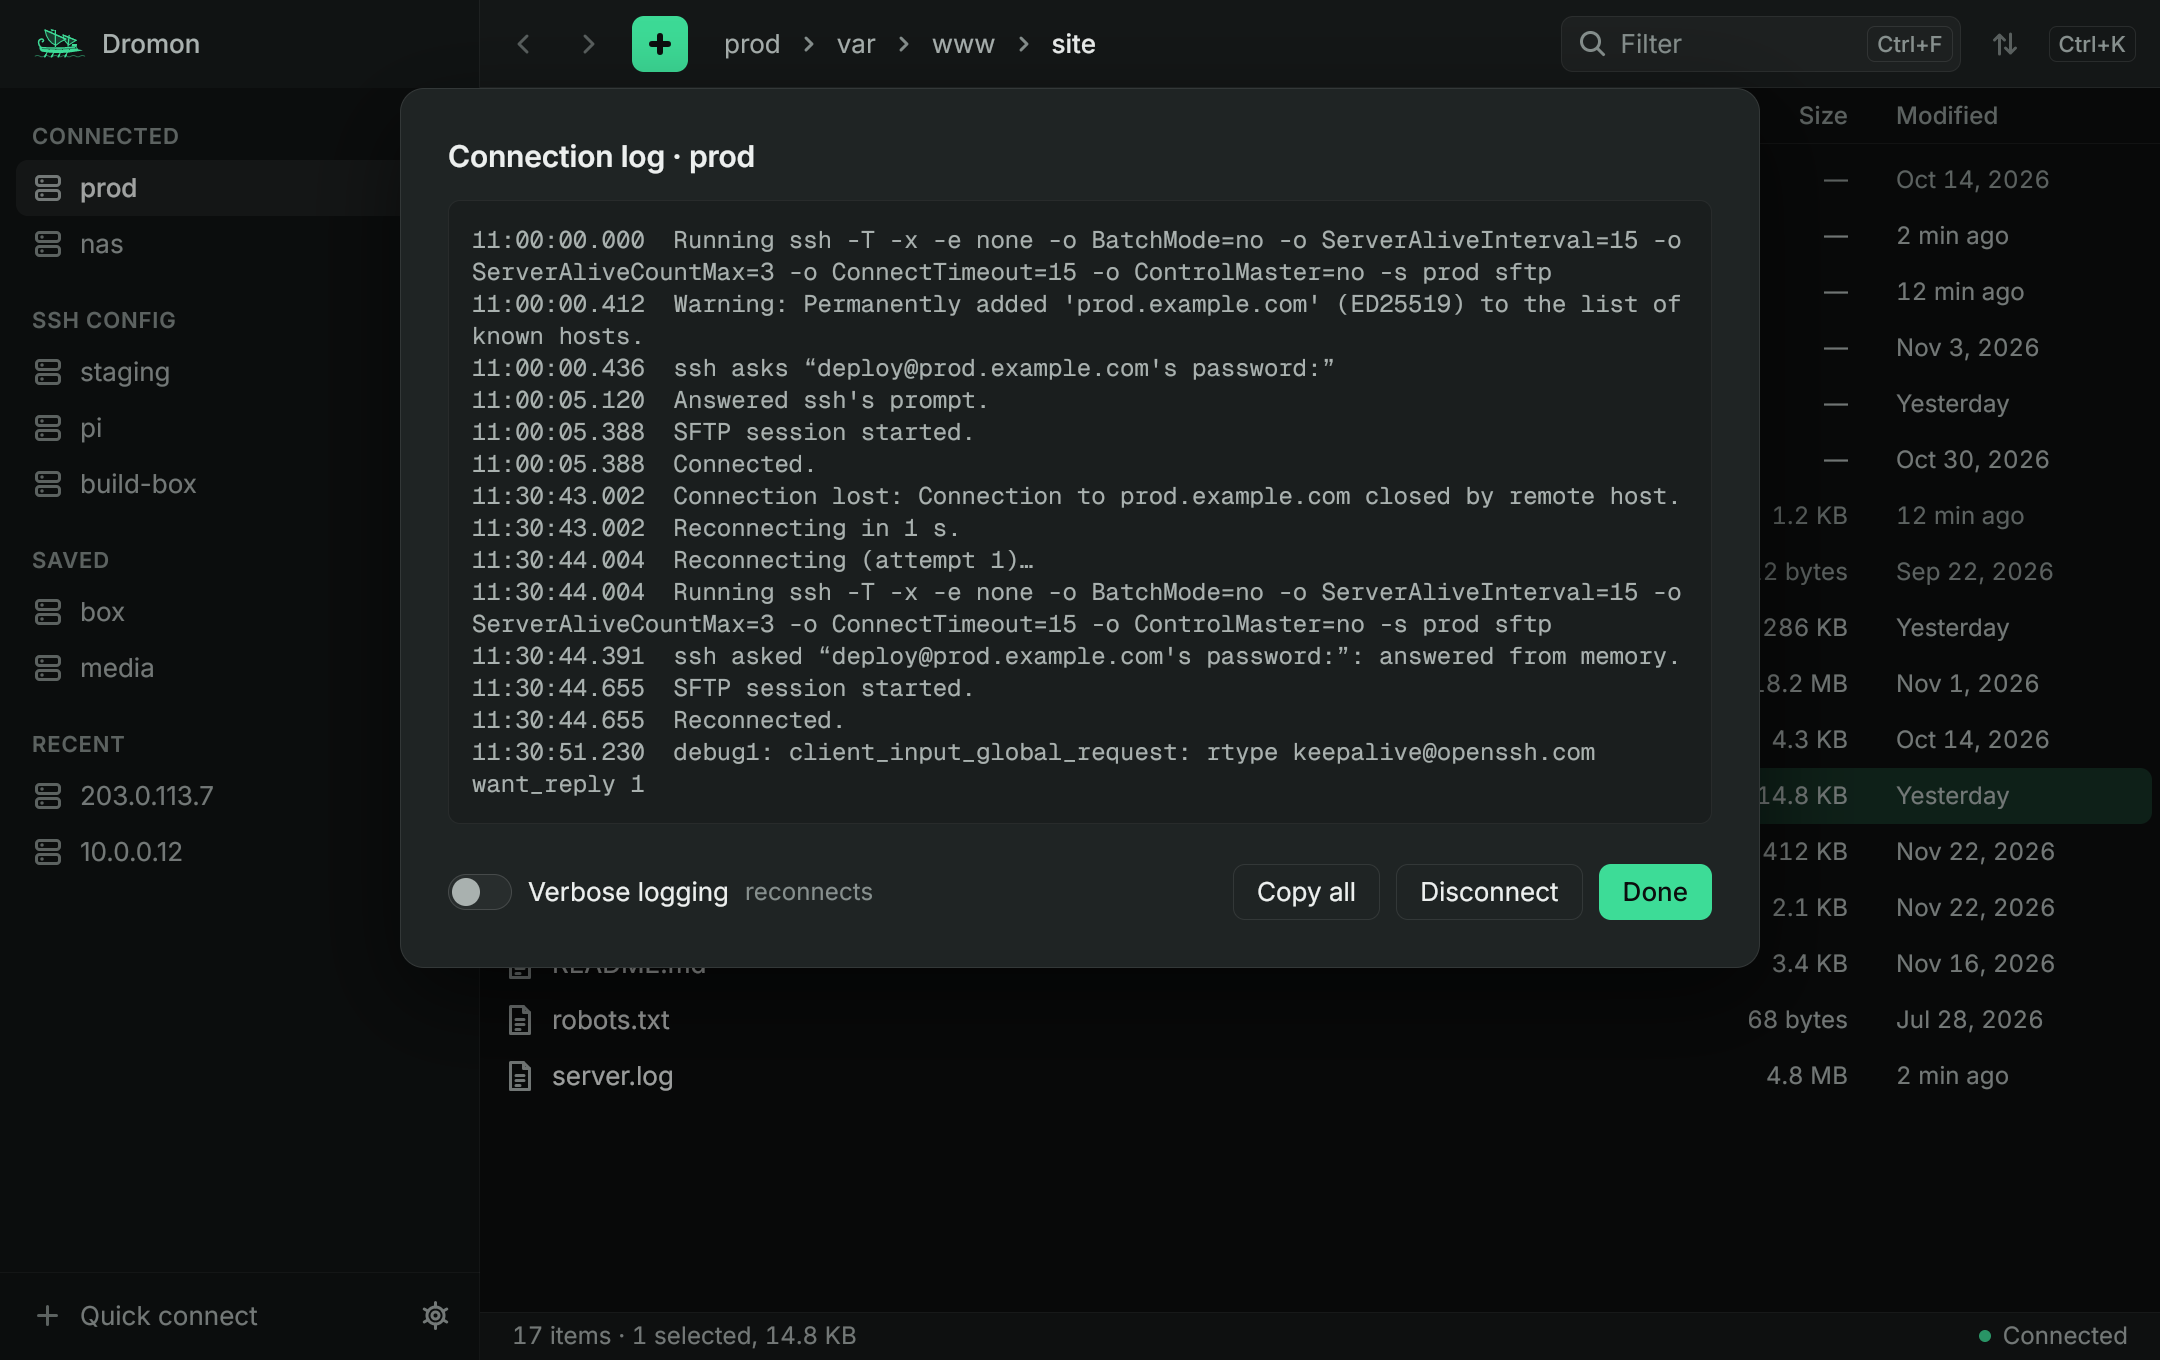 Dromon
prod > var > www > site
Filter
Ctrl+F
Ctrl+K
CONNECTED
prod
nas
SSH CONFIG
staging
pi
build-box
SAVED
box
media
RECENT
203.0.113.7
10.0.0.12
Quick connect
Size Modified
— Oct 14, 2026
— 2 min ago
— 12 min ago
— Nov 3, 2026
— Yesterday
— Oct 30, 2026
1.2 KB 12 min ago
2 bytes Sep 22, 2026
286 KB Yesterday
8.2 MB Nov 1, 2026
4.3 KB Oct 14, 2026
14.8 KB Yesterday
412 KB Nov 22, 2026
2.1 KB Nov 22, 2026
README.md 3.4 KB Nov 16, 2026
robots.txt 68 bytes Jul 28, 2026
server.log 4.8 MB 2 min ago
Connection log · prod
11:00:00.000  Running ssh -T -x -e none -o BatchMode=no -o ServerAliveInterval=15 -o
ServerAliveCountMax=3 -o ConnectTimeout=15 -o ControlMaster=no -s prod sftp
11:00:00.412  Warning: Permanently added 'prod.example.com' (ED25519) to the list of
known hosts.
11:00:00.436  ssh asks “deploy@prod.example.com's password:”
11:00:05.120  Answered ssh's prompt.
11:00:05.388  SFTP session started.
11:00:05.388  Connected.
11:30:43.002  Connection lost: Connection to prod.example.com closed by remote host.
11:30:43.002  Reconnecting in 1 s.
11:30:44.004  Reconnecting (attempt 1)…
11:30:44.004  Running ssh -T -x -e none -o BatchMode=no -o ServerAliveInterval=15 -o
ServerAliveCountMax=3 -o ConnectTimeout=15 -o ControlMaster=no -s prod sftp
11:30:44.391  ssh asked “deploy@prod.example.com's password:”: answered from memory.
11:30:44.655  SFTP session started.
11:30:44.655  Reconnected.
11:30:51.230  debug1: client_input_global_request: rtype keepalive@openssh.com
want_reply 1
Verbose logging reconnects
Copy all
Disconnect
Done
17 items · 1 selected, 14.8 KB
Connected